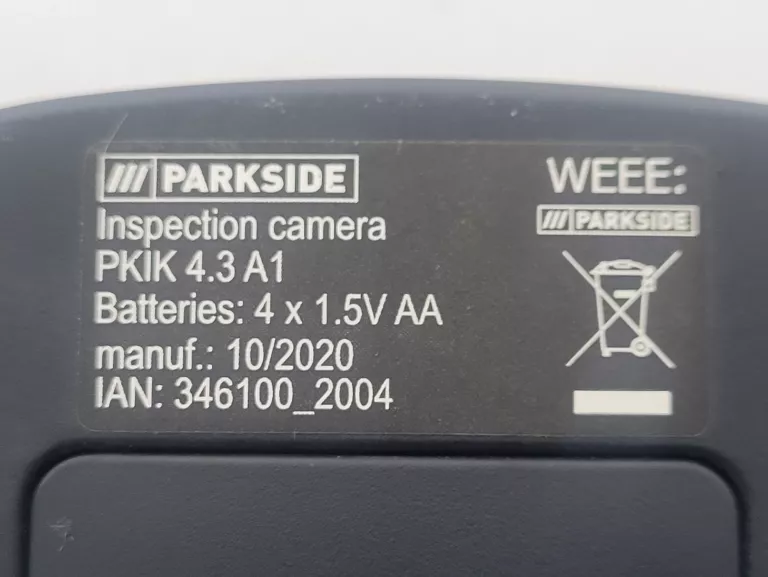 /// PARKSIDE
Inspection camera
PKIK 4.3 A1
Batteries: 4 x 1.5V AA
manuf.: 10/2020
IAN: 346100_2004
WEEE:
/// PARKSIDE